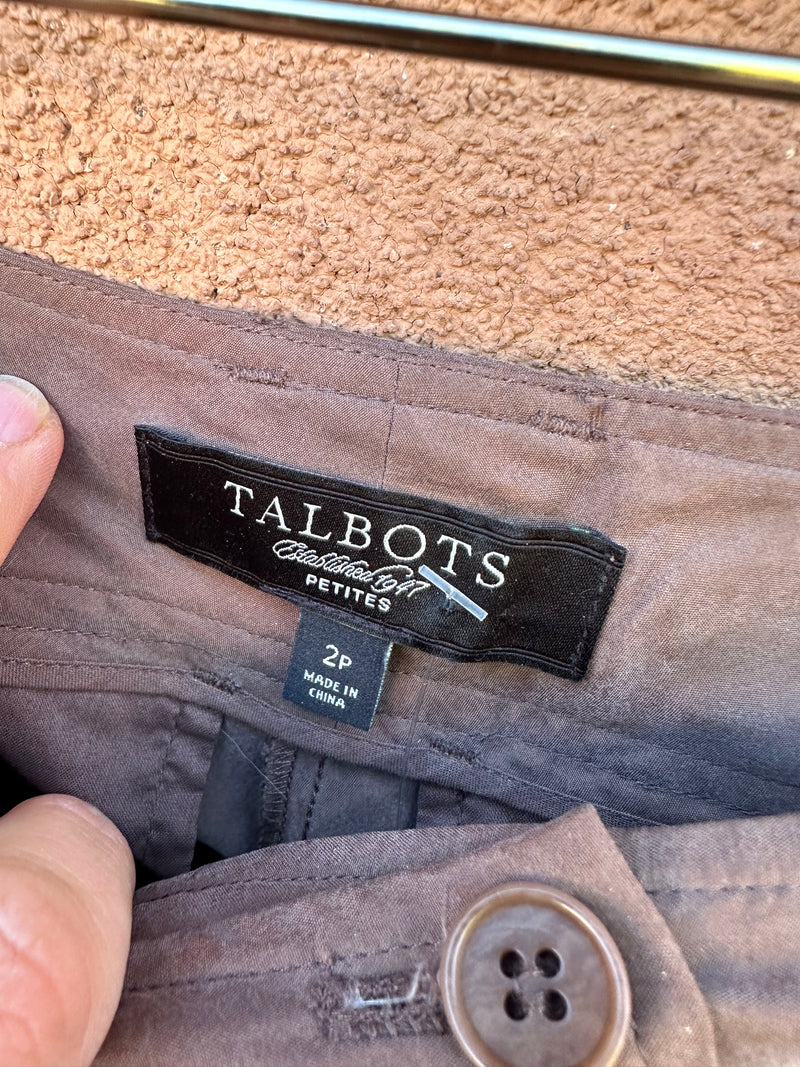 TALBOTS
Established 1947
PETITES
2P
MADE IN
CHINA